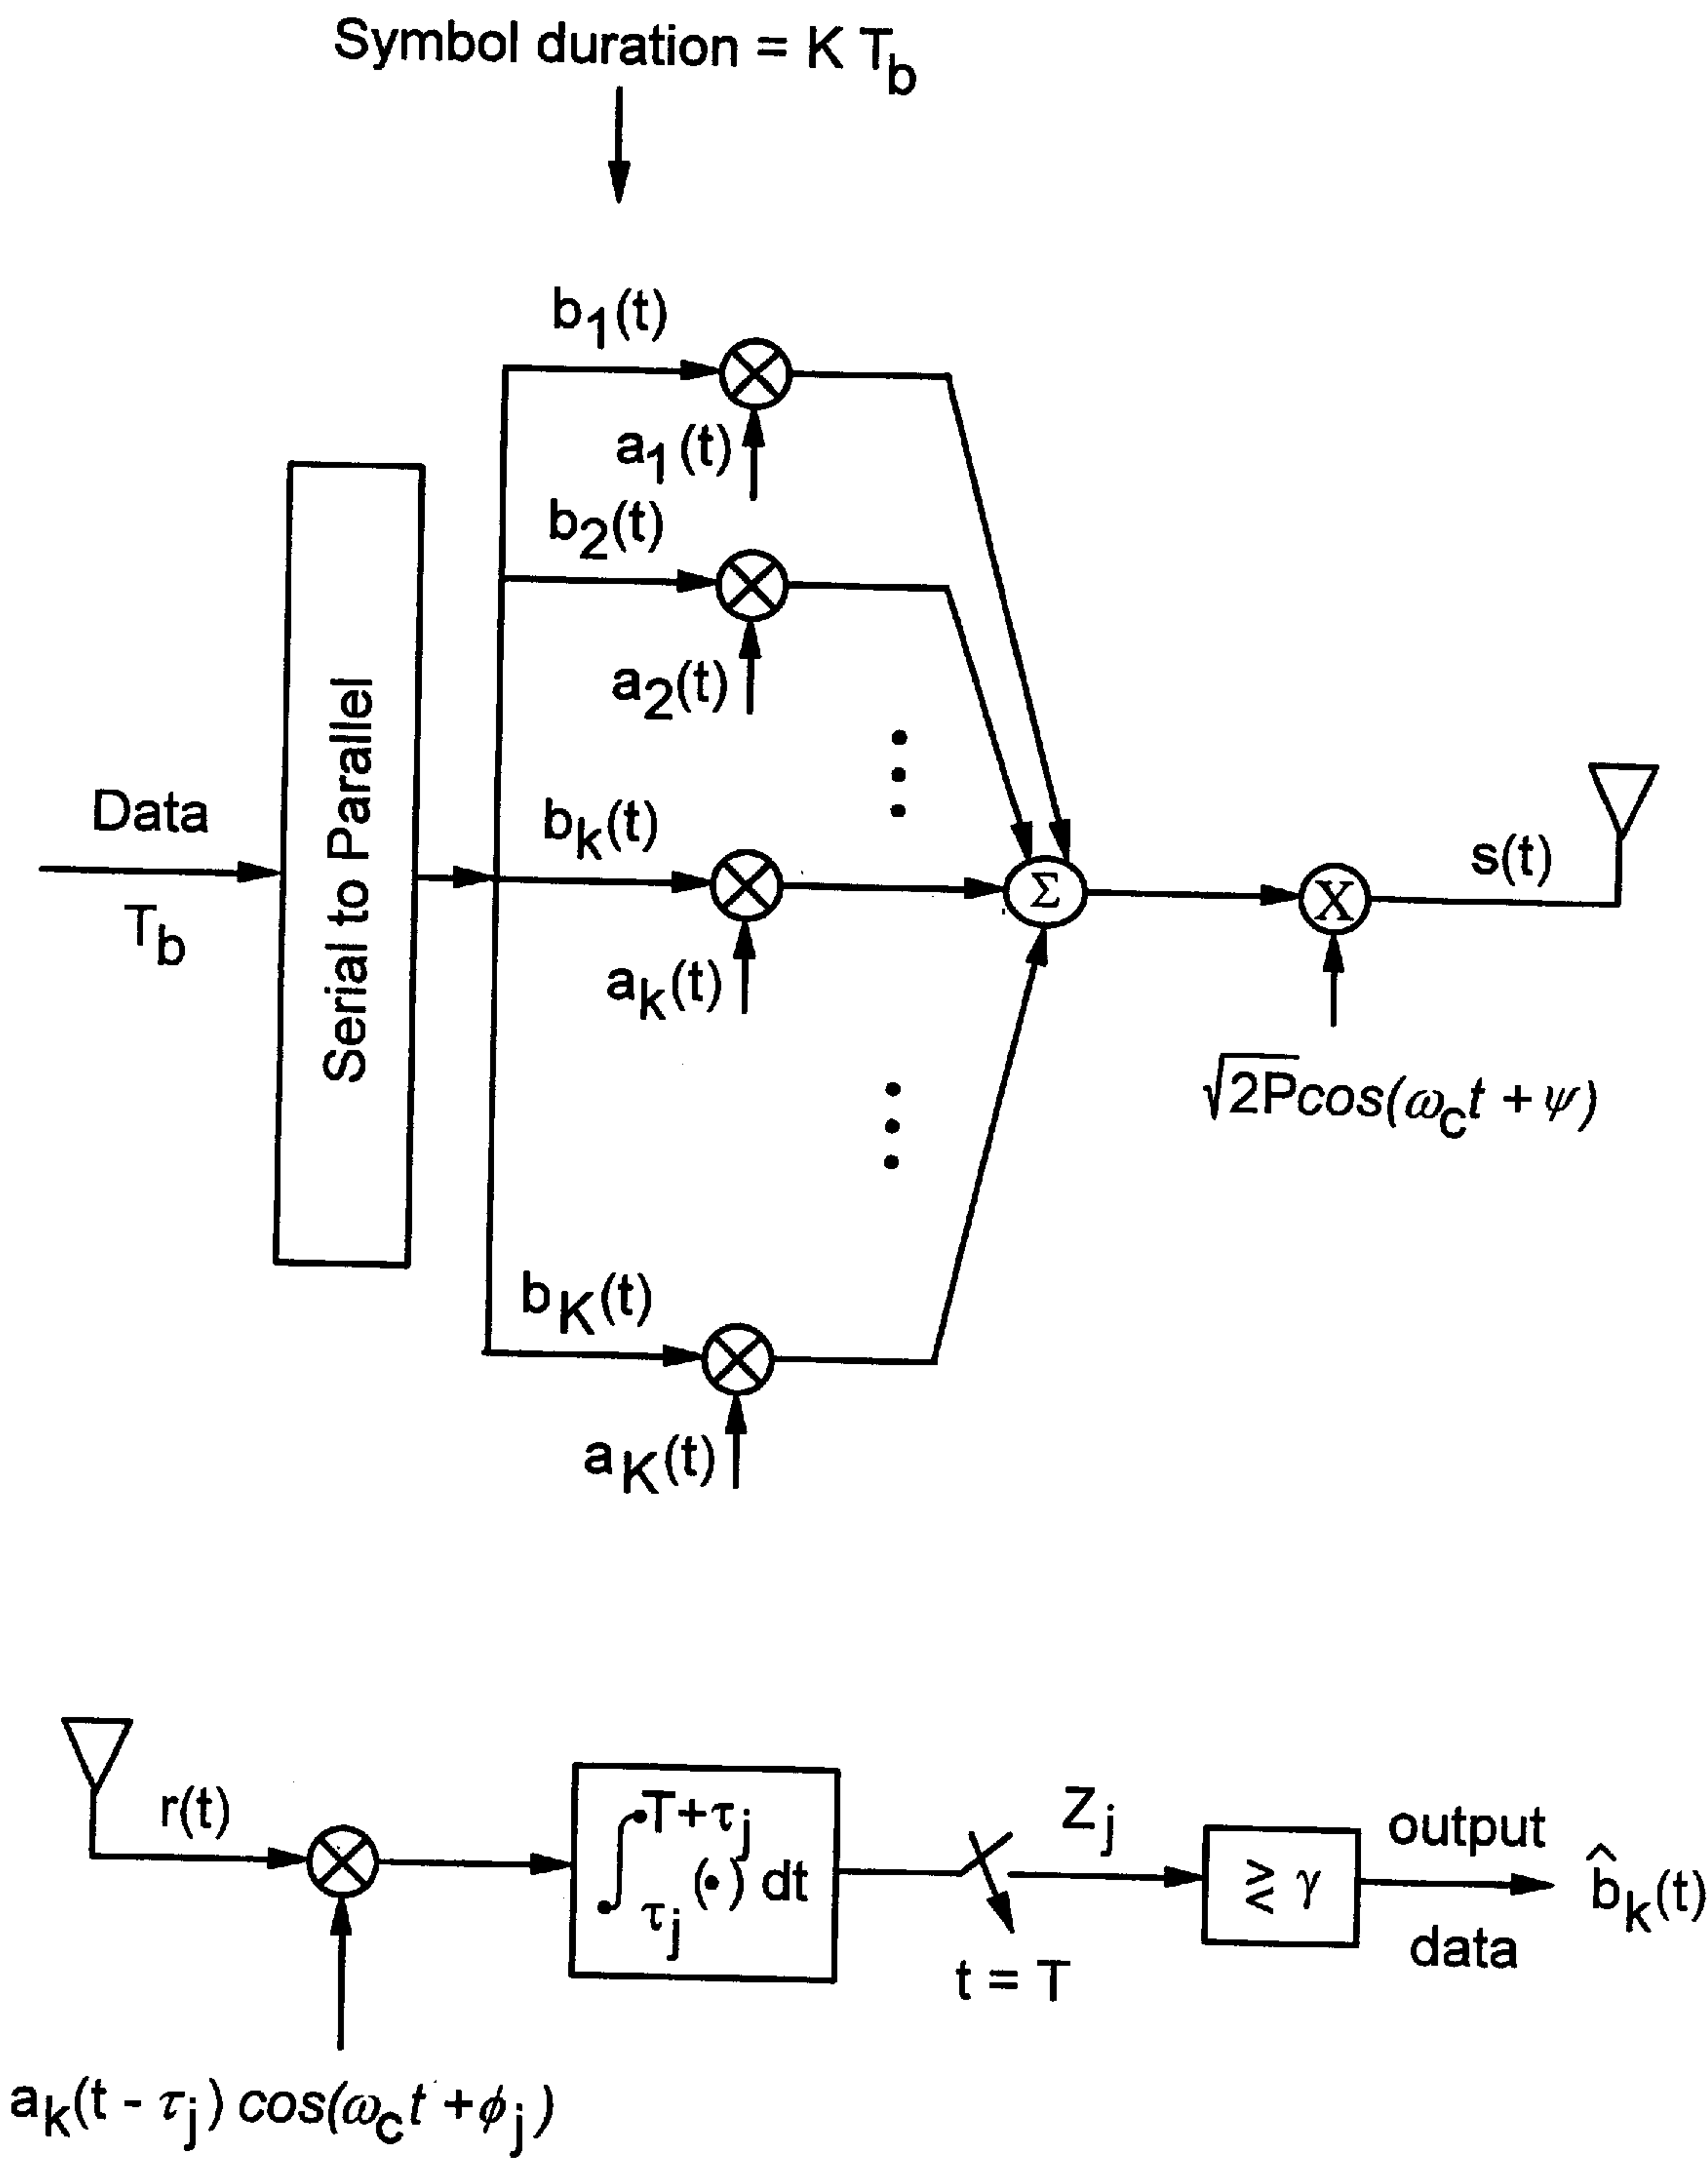 Symbol duration = K T_b
b_1(t)
a_1(t)
b_2(t)
a_2(t)
Data
T_b
Serial to Parallel
b_k(t)
a_k(t)
Σ
X
s(t)
√2P cos(ω_c t + ψ)
b_K(t)
a_K(t)
r(t)
∫ T+τ_j
τ_j (•) dt
Z_j
t = T
≷ γ
output
data
b̂_k(t)
a_k(t - τ_j) cos(ω_c t + φ_j)